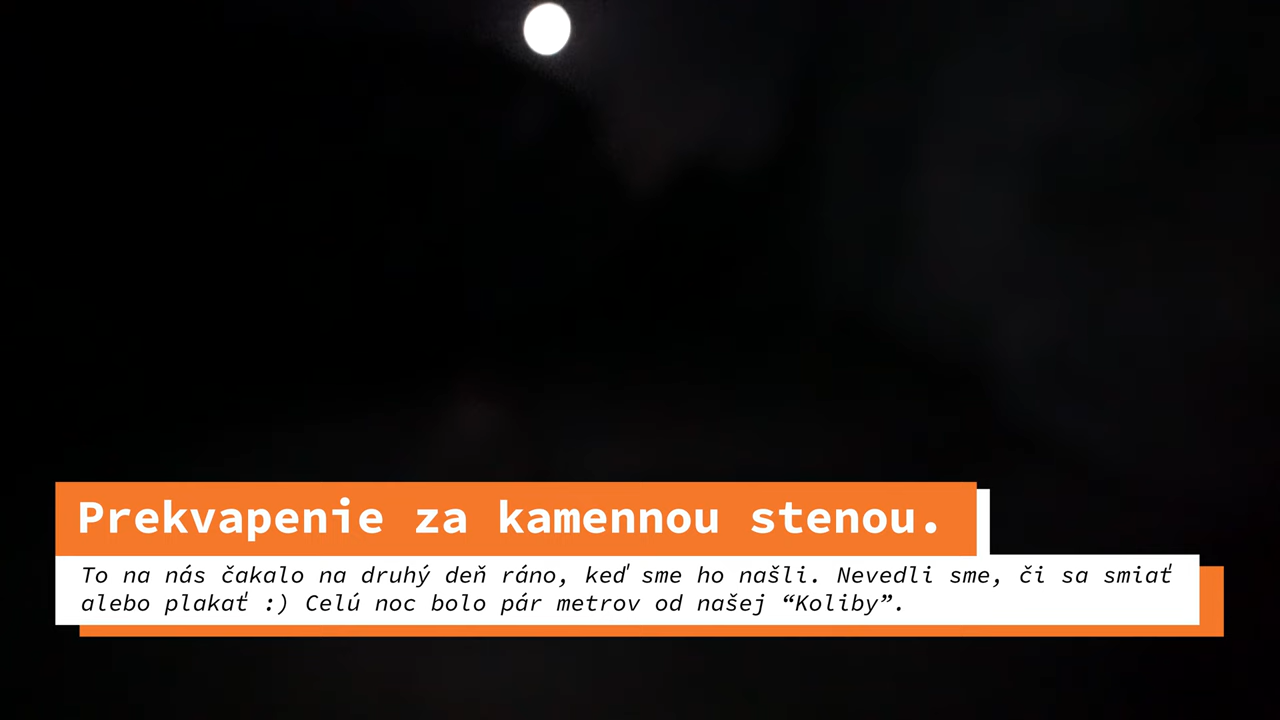 Prekvapenie za kamennou stenou.
To na nás čakalo na druhý deň ráno, keď sme ho našli. Nevedli sme, či sa smiať
alebo plakať :) Celú noc bolo pár metrov od našej “Koliby”.